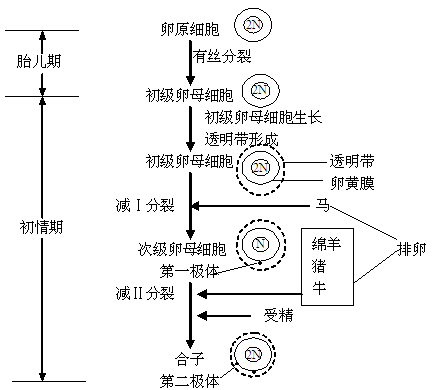 卵原细胞
2N
有丝分裂
胎儿期
初级卵母细胞
2N
初级卵母细胞生长
透明带形成
初级卵母细胞
2N
透明带
卵黄膜
减Ⅰ分裂
马
初情期
次级卵母细胞
N
第一极体
绵羊
猪
牛
排卵
减Ⅱ分裂
受精
合子
2N
第二极体